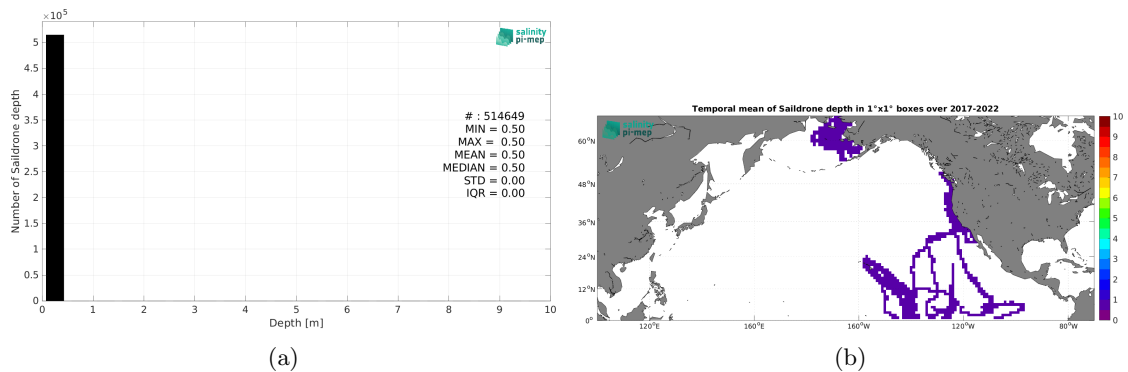 ×10⁵
5
4.5
4
3.5
3
2.5
2
1.5
1
0.5
0
Number of Saildrone depth
salinity
pi-mep
# : 514649
MIN = 0.50
MAX = 0.50
MEAN = 0.50
MEDIAN = 0.50
STD = 0.00
IQR = 0.00
0 1 2 3 4 5 6 7 8 9 10
Depth [m]
(a)
Temporal mean of Saildrone depth in 1°x1° boxes over 2017-2022
salinity
pi-mep
60°N
48°N
36°N
24°N
12°N
0°
120°E 160°E 160°W 120°W 80°W
10
9
8
7
6
5
4
3
2
1
0
(b)